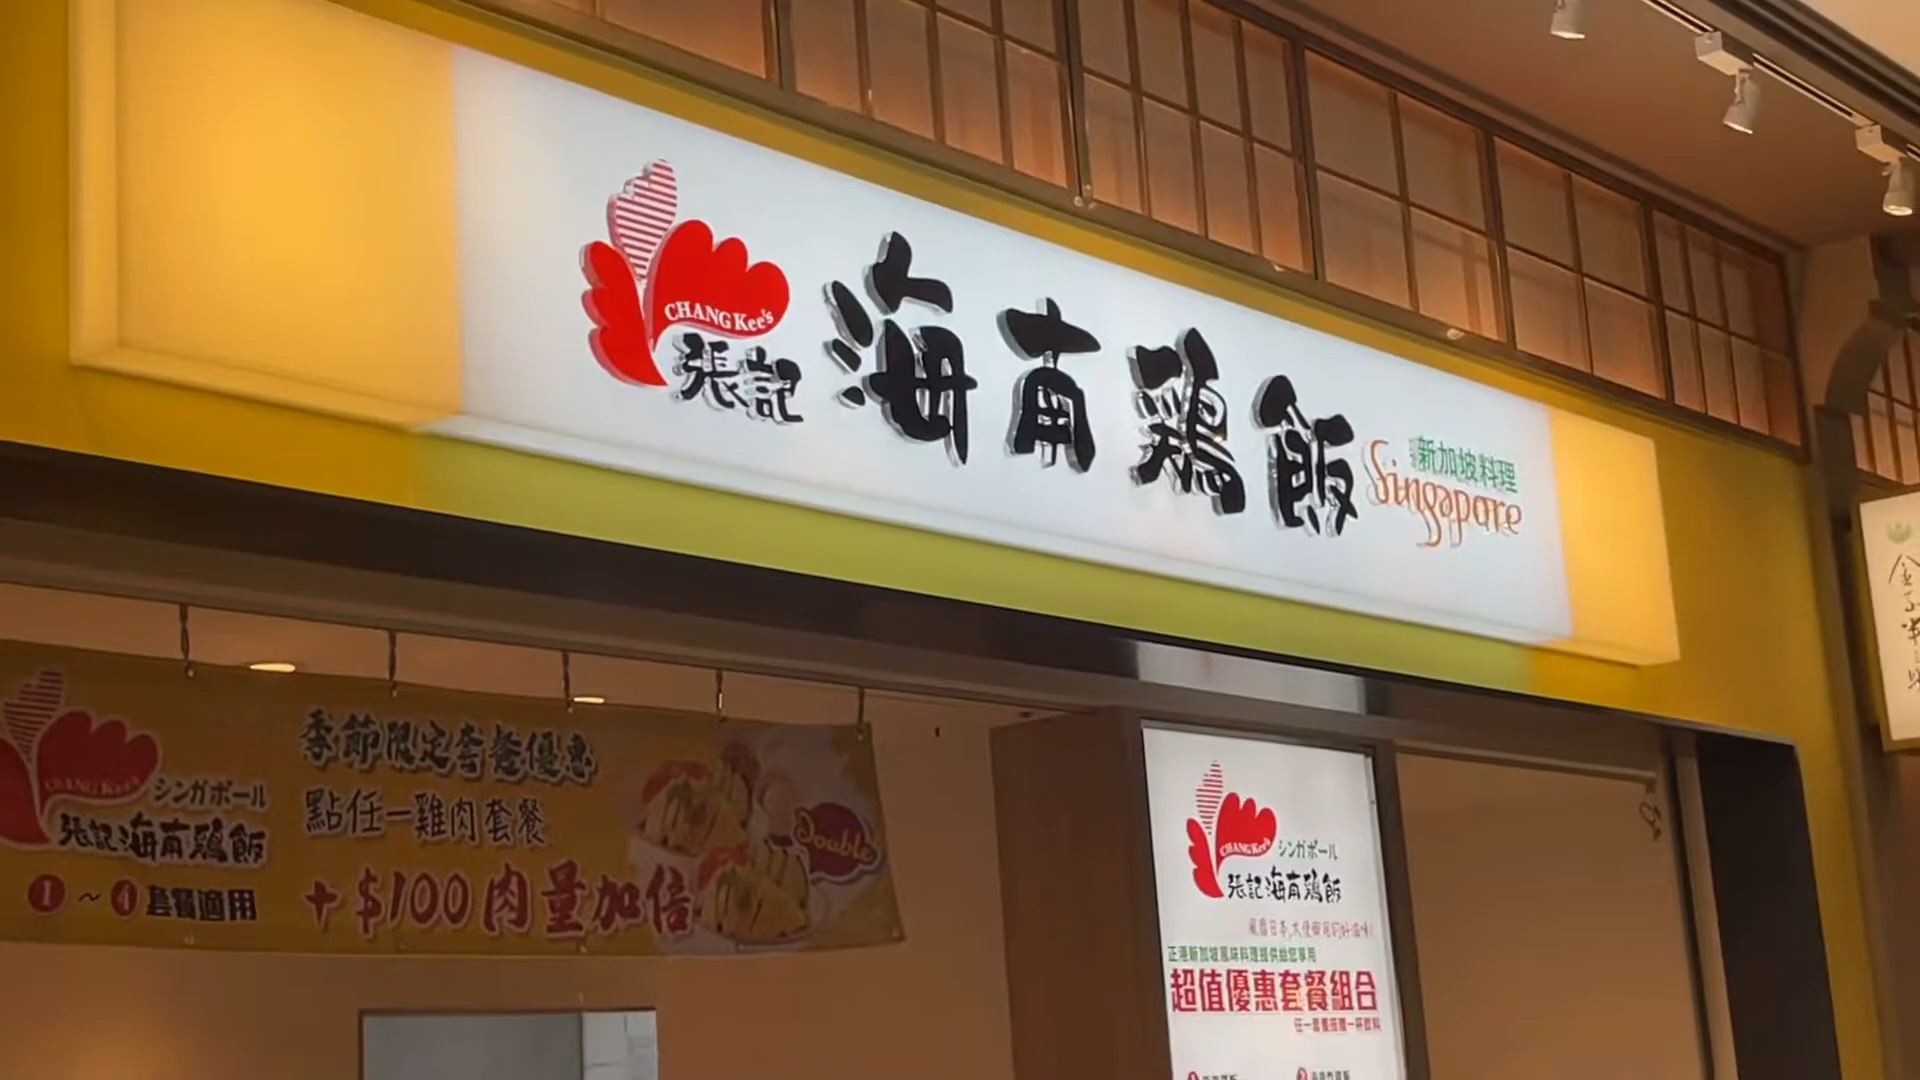 CHANG Kee's
張記
海南鶏飯
新加坡料理
Singapore
CHANG Kee's
シンガポール
張記海南鶏飯
1~4套餐適用
季節限定套餐優惠
點任一雞肉套餐
+$100肉量加倍
Double
CHANG Kee's
シンガポール
張記海南鶏飯
正港新加坡風味料理提供給您享用
超值優惠套餐組合